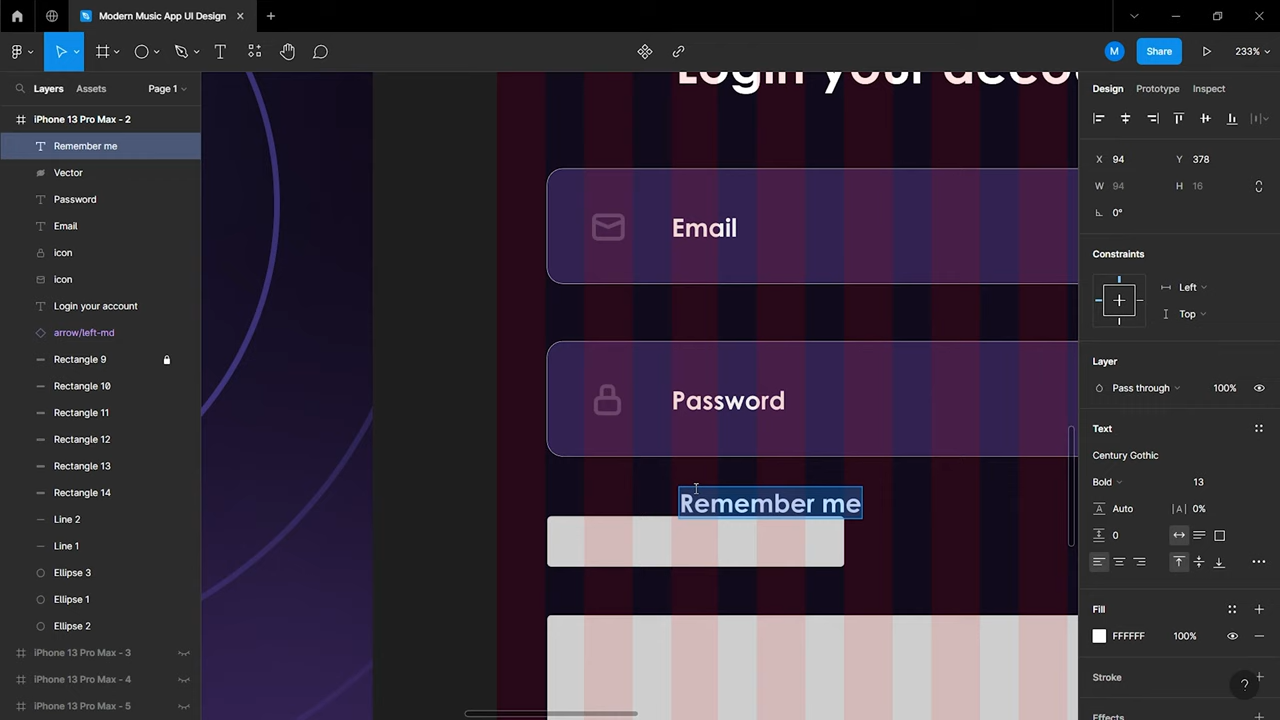 Modern Music App UI Design
M
Share
233%
Layers
Assets
Page 1
iPhone 13 Pro Max - 2
Remember me
Vector
Password
Email
icon
icon
Login your account
arrow/left-md
Rectangle 9
Rectangle 10
Rectangle 11
Rectangle 12
Rectangle 13
Rectangle 14
Line 2
Line 1
Ellipse 3
Ellipse 1
Ellipse 2
iPhone 13 Pro Max - 3
iPhone 13 Pro Max - 4
iPhone 13 Pro Max - 5
Login your accou
Email
Password
Remember me
Design
Prototype
Inspect
X 94
Y 378
W 94
H 16
0°
Constraints
Left
Top
Layer
Pass through
100%
Text
Century Gothic
Bold
13
Auto
|A| 0%
0
Fill
FFFFFF
100%
Stroke
Effects
?